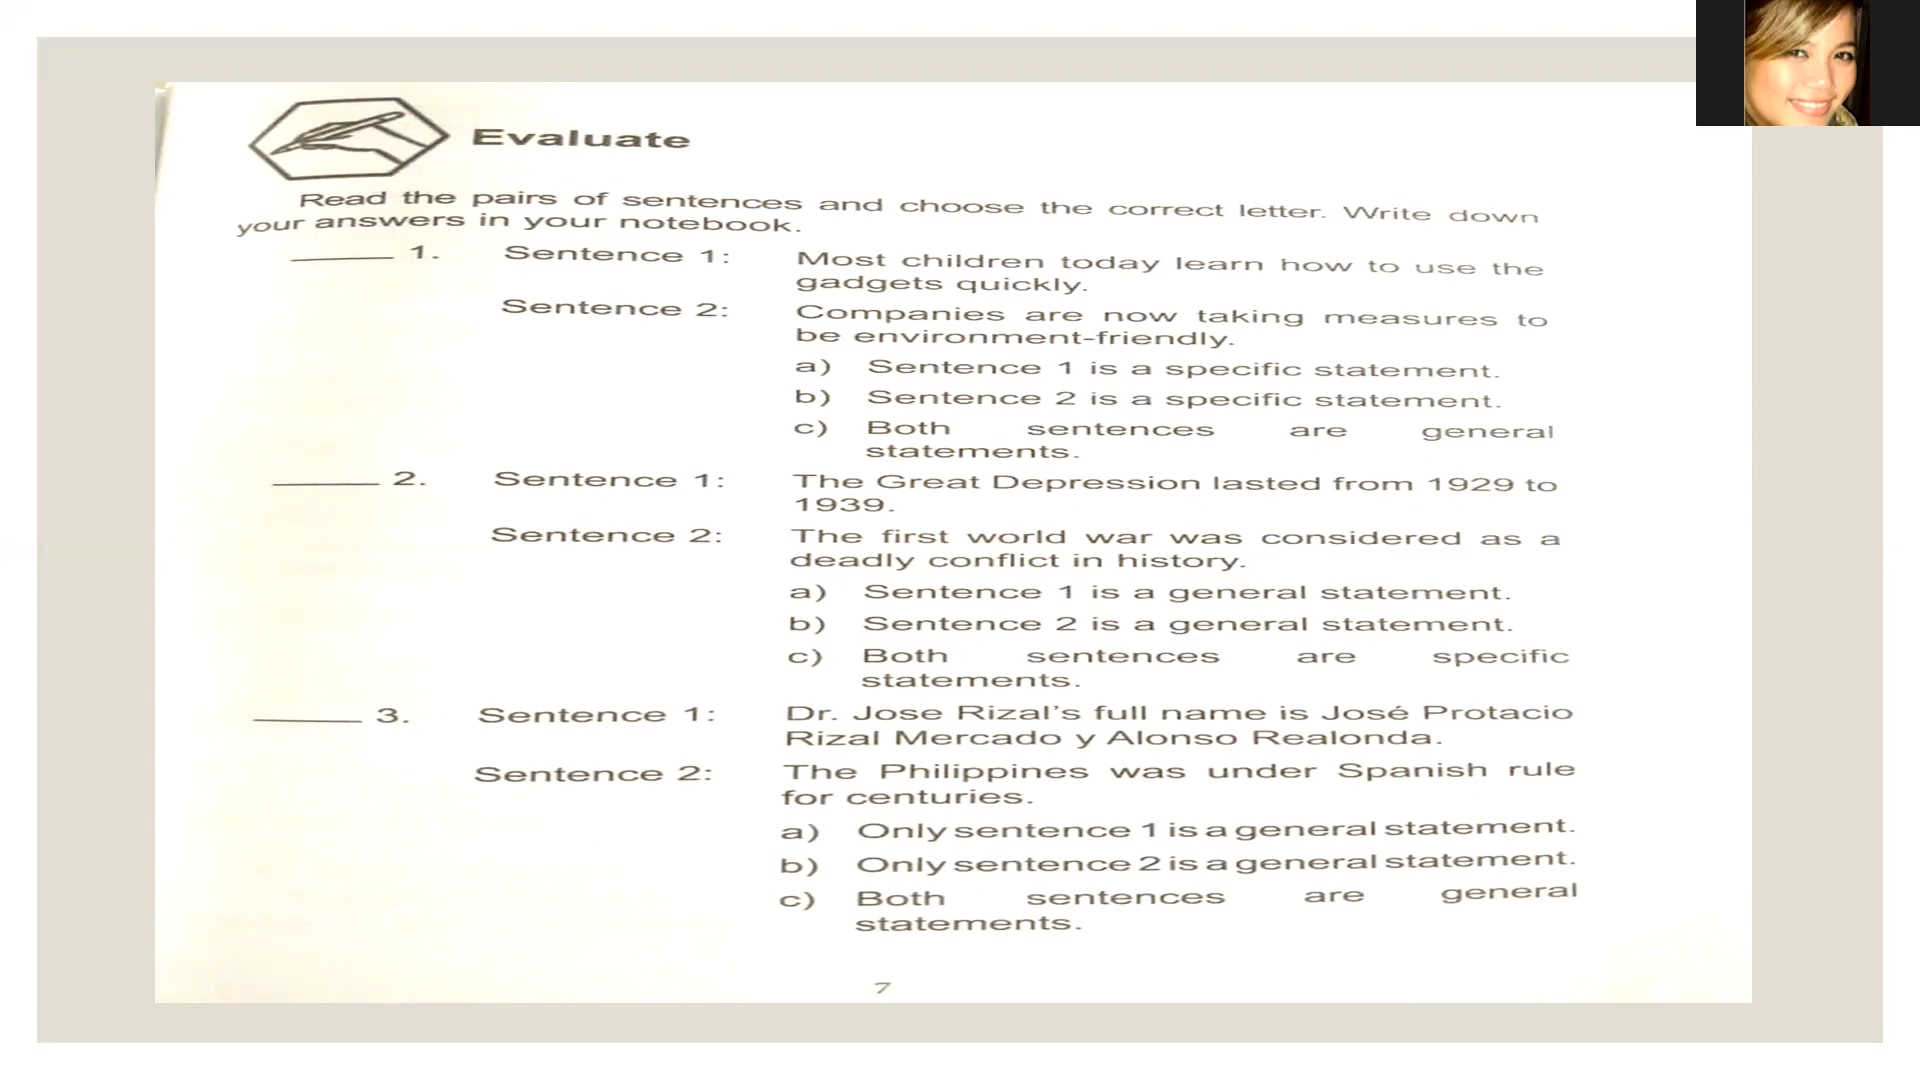 Evaluate
Read the pairs of sentences and choose the correct letter. Write down
your answers in your notebook.
_____ 1. Sentence 1: Most children today learn how to use the
gadgets quickly.
Sentence 2: Companies are now taking measures to
be environment-friendly.
a) Sentence 1 is a specific statement.
b) Sentence 2 is a specific statement.
c) Both sentences are general
statements.
_____ 2. Sentence 1: The Great Depression lasted from 1929 to
1939.
Sentence 2: The first world war was considered as a
deadly conflict in history.
a) Sentence 1 is a general statement.
b) Sentence 2 is a general statement.
c) Both sentences are specific
statements.
_____ 3. Sentence 1: Dr. Jose Rizal's full name is José Protacio
Rizal Mercado y Alonso Realonda.
Sentence 2: The Philippines was under Spanish rule
for centuries.
a) Only sentence 1 is a general statement.
b) Only sentence 2 is a general statement.
c) Both sentences are general
statements.
7